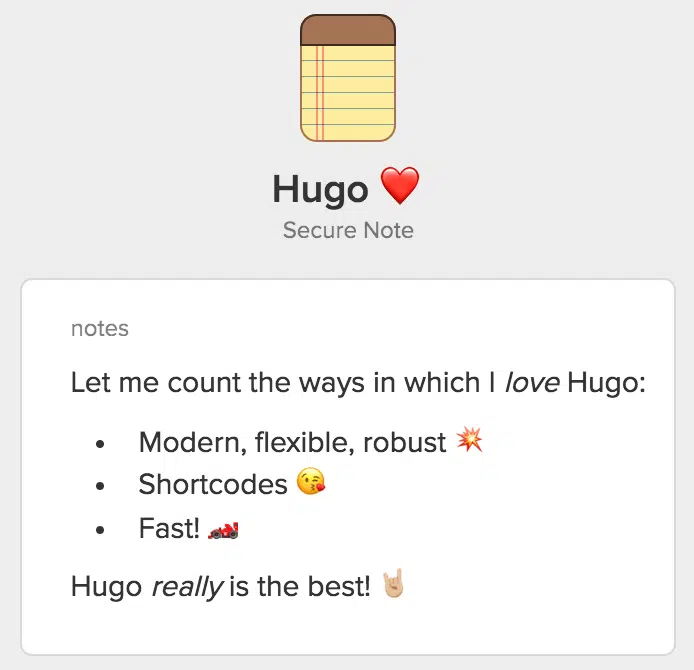 Hugo ❤️
Secure Note
notes
Let me count the ways in which I love Hugo:
• Modern, flexible, robust 💥
• Shortcodes 😘
• Fast! 🏎️
Hugo really is the best! 🤘🏼